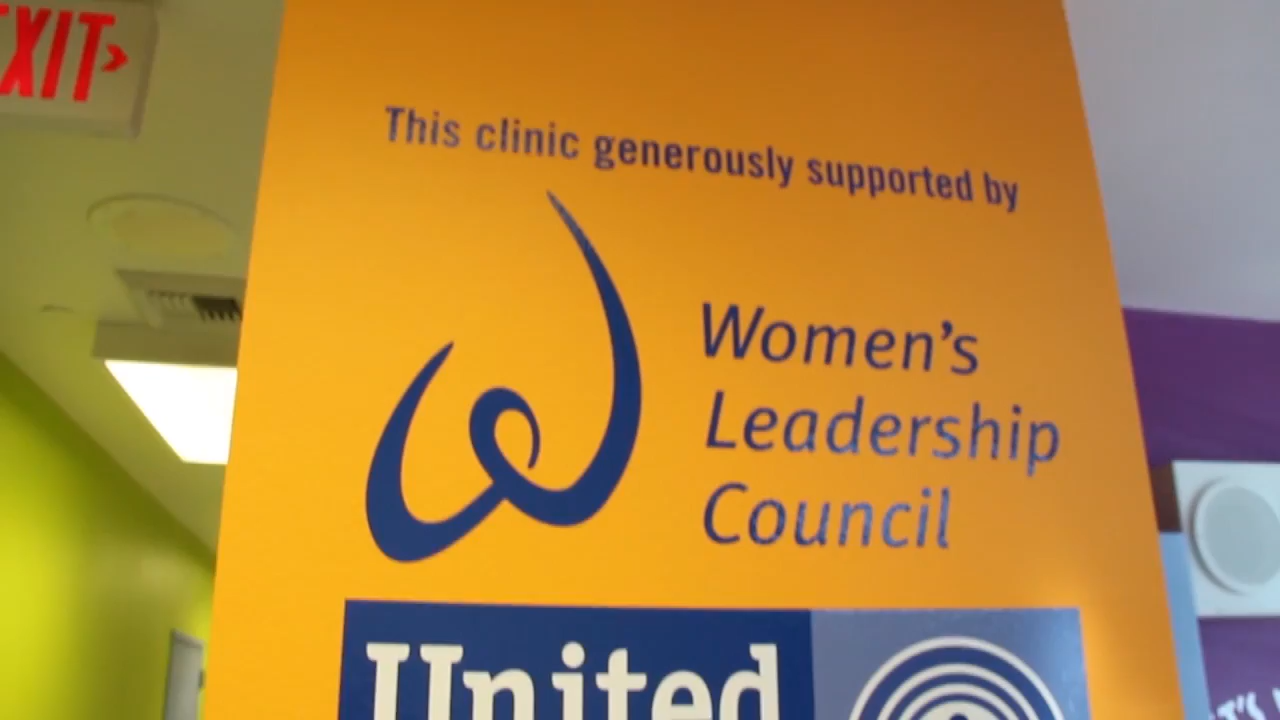 EXIT
This clinic generously supported by
Women's
Leadership
Council
United